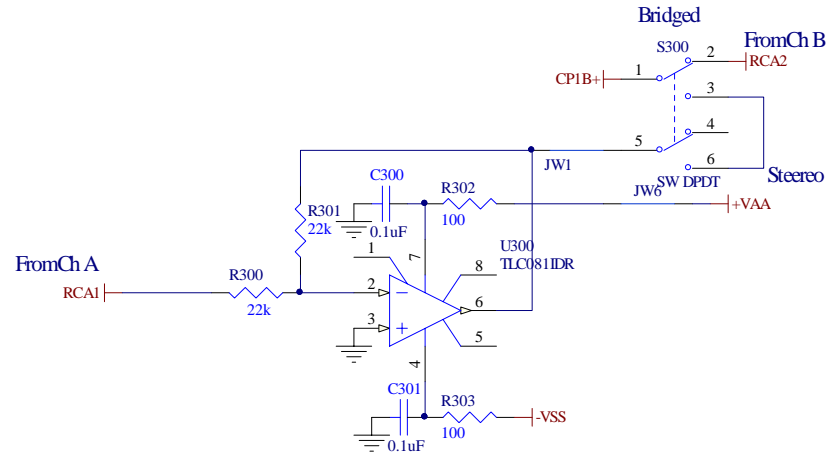 Bridged
S300
FromCh B
2
RCA2
1
CP1B+
3
4
5
JW1
6
SW DPDT
Steereo
C300
R302
JW6
+VAA
0.1uF
100
R301
22k
U300
TLC081IDR
1
7
8
FromCh A
RCA1
R300
22k
2
6
3
5
4
C301
R303
-VSS
0.1uF
100